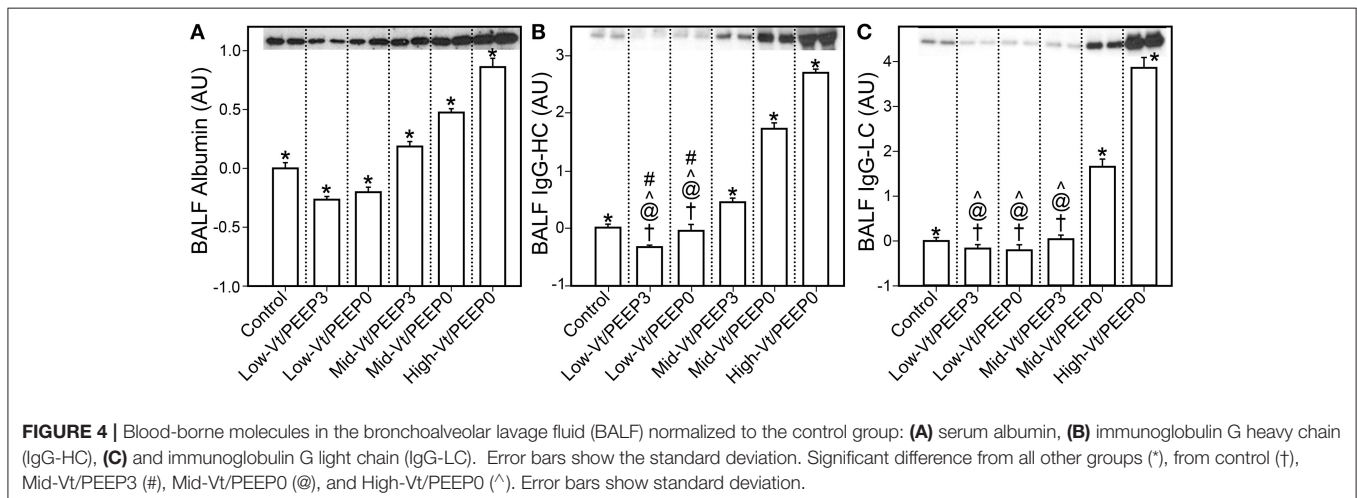 A
BALF Albumin (AU)
1.0
0.5
0.0
-0.5
-1.0
* * * * * *
Control
Low-Vt/PEEP3
Low-Vt/PEEP0
Mid-Vt/PEEP3
Mid-Vt/PEEP0
High-Vt/PEEP0
B
BALF IgG-HC (AU)
3
2
1
0
-1
*
#
^
@
†
#
^
@
†
*
*
*
Control
Low-Vt/PEEP3
Low-Vt/PEEP0
Mid-Vt/PEEP3
Mid-Vt/PEEP0
High-Vt/PEEP0
C
BALF IgG-LC (AU)
4
2
1
0
-1
*
^
@
†
^
@
†
^
@
†
*
*
Control
Low-Vt/PEEP3
Low-Vt/PEEP0
Mid-Vt/PEEP3
Mid-Vt/PEEP0
High-Vt/PEEP0
FIGURE 4 | Blood-borne molecules in the bronchoalveolar lavage fluid (BALF) normalized to the control group: (A) serum albumin, (B) immunoglobulin G heavy chain
(IgG-HC), (C) and immunoglobulin G light chain (IgG-LC). Error bars show the standard deviation. Significant difference from all other groups (*), from control (†),
Mid-Vt/PEEP3 (#), Mid-Vt/PEEP0 (@), and High-Vt/PEEP0 (^). Error bars show standard deviation.